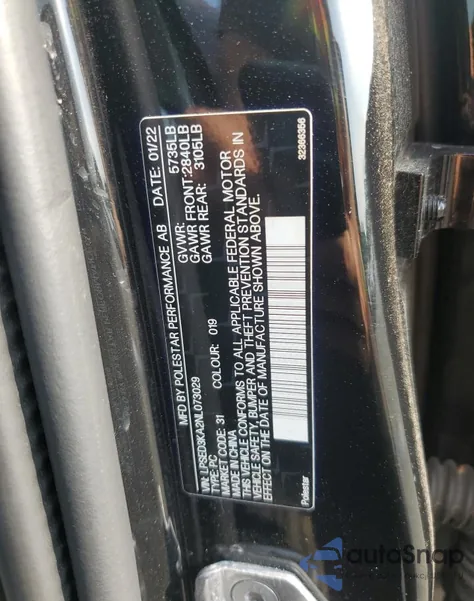 MFD BY POLESTAR PERFORMANCE AB DATE: 01/22
GVWR: 5735LB
GAWR FRONT:2840LB
GAWR REAR: 3105LB
VIN: LPSED3KA2NL073029
TYPE: PC
MARKET CODE: 31 COLOUR: 019
MADE IN CHINA
THIS VEHICLE CONFORMS TO ALL APPLICABLE FEDERAL MOTOR
VEHICLE SAFETY, BUMPER AND THEFT PREVENTION STANDARDS IN
EFFECT ON THE DATE OF MANUFACTURE SHOWN ABOVE.
32366356
Polestar
autoSnap